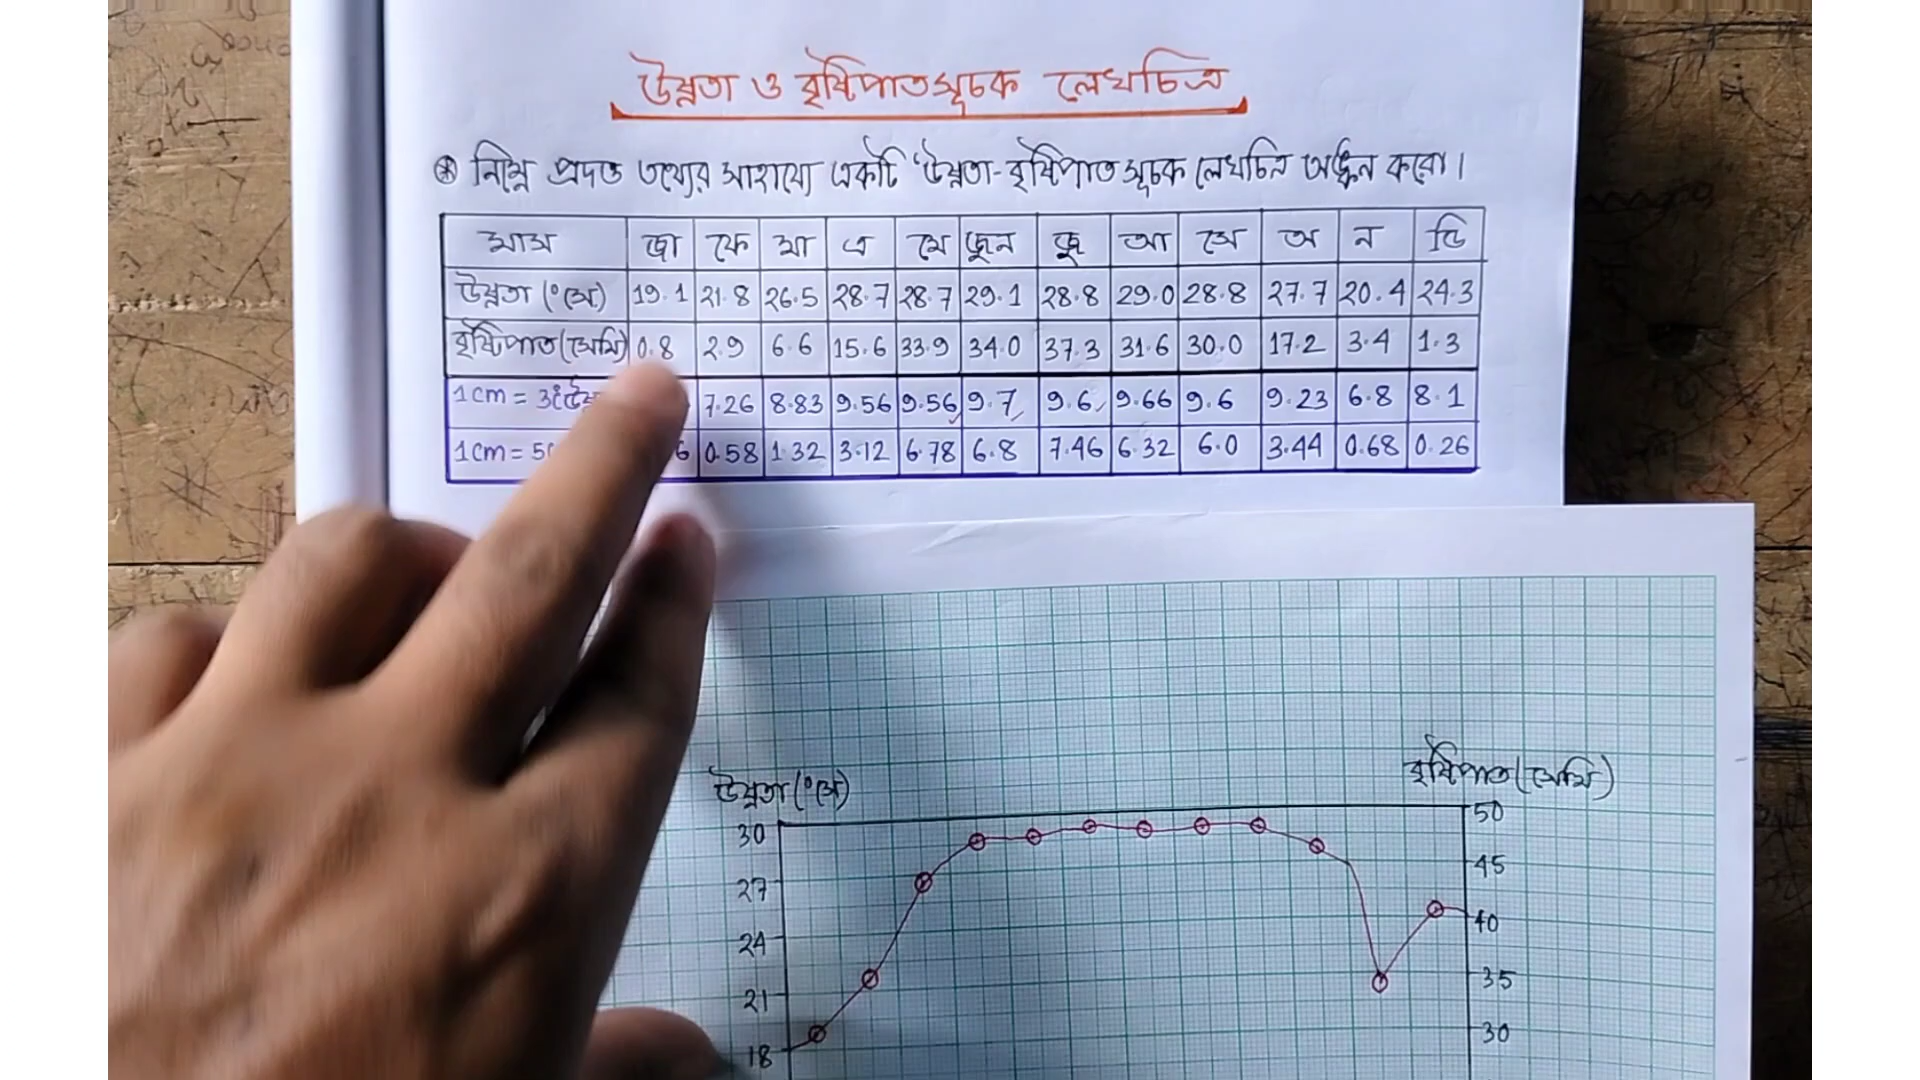 উষ্ণতা ও বৃষ্টিপাতসূচক লেখচিত্র
নিম্নে প্রদত্ত তথ্যের সাহায্যে একটি 'উষ্ণতা-বৃষ্টিপাত সূচক লেখচিত্র অঙ্কন করো।
মাস জা ফে মা এ মে জুন জু আ সে অ ন ডি
উষ্ণতা (°সে) 19.1 21.8 26.5 28.7 28.7 29.1 28.8 29.0 28.8 27.7 20.4 24.3
বৃষ্টিপাত(সেমি) 0.8 2.9 6.6 15.6 33.9 34.0 37.3 31.6 30.0 17.2 3.4 1.3
1cm = 7.26 8.83 9.56 9.56 9.7 9.6 9.66 9.6 9.23 6.8 8.1
1cm = 0.58 1.32 3.12 6.78 6.8 7.46 6.32 6.0 3.44 0.68 0.26
উষ্ণতা (°সে) বৃষ্টিপাত (সেমি)
30 50
27 45
24 40
21 35
18 30